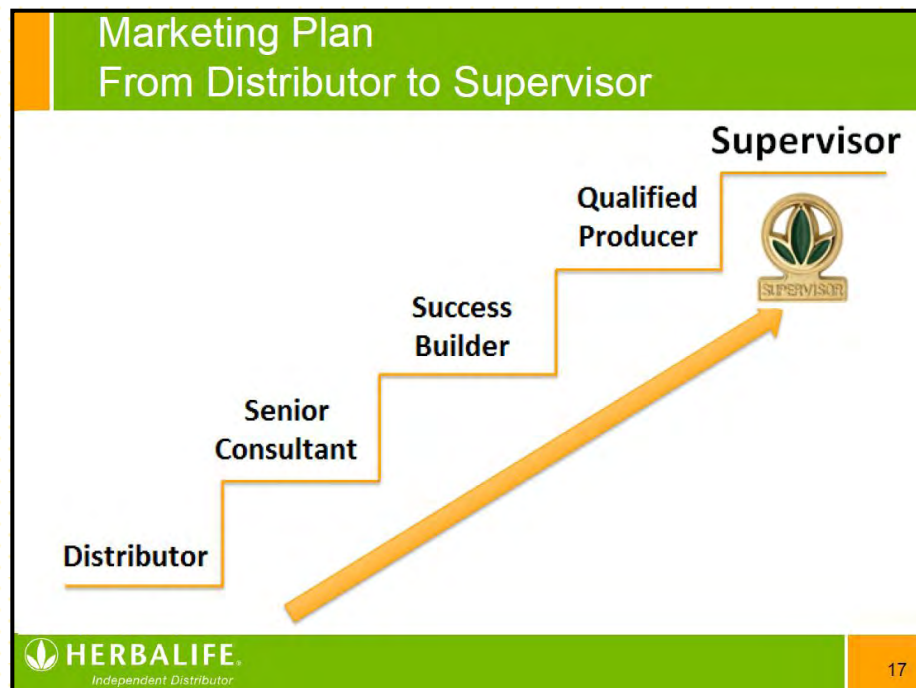 Marketing Plan
From Distributor to Supervisor
Supervisor
Qualified
Producer
SUPERVISOR
Success
Builder
Senior
Consultant
Distributor
HERBALIFE.
Independent Distributor
17